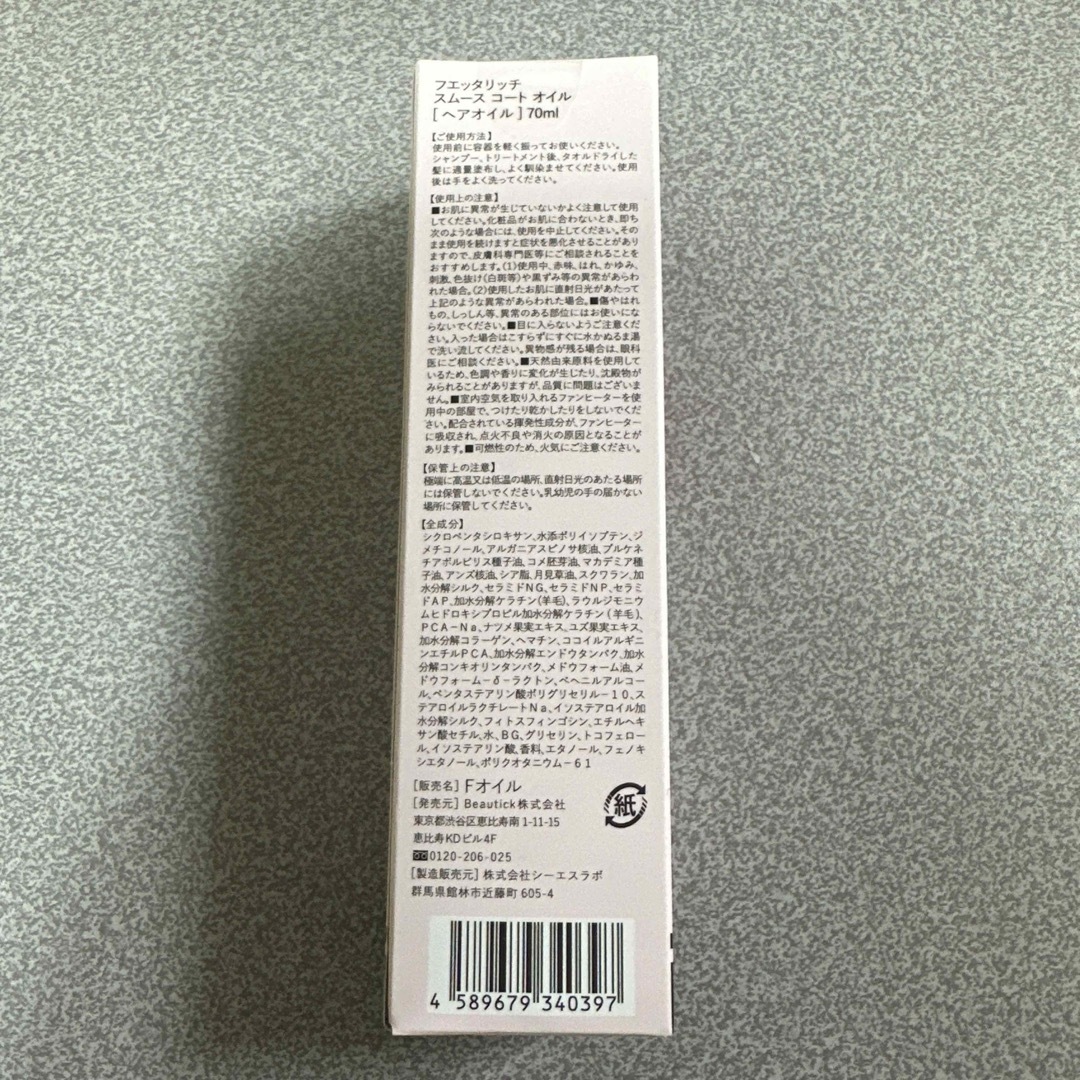 フエッタリッチ
スムース コート オイル
[ ヘアオイル ] 70ml
【ご使用方法】
使用前に容器を軽く振ってお使いください。
シャンプー、トリートメント後、タオルドライした
髪に適量塗布し、よく馴染ませてください。使用
後は手をよく洗ってください。
【使用上の注意】
■お肌に異常が生じていないかよく注意して使用
してください。化粧品がお肌に合わないとき、即ち
次のような場合には、使用を中止してください。その
まま使用を続けますと症状を悪化させることがあり
ますので、皮膚科専門医等にご相談されることを
おすすめします。(1)使用中、赤味、はれ、かゆみ、
刺激、色抜け(白斑等)や黒ずみ等の異常があらわ
れた場合。(2)使用したお肌に直射日光があたって
上記のような異常があらわれた場合。■傷やはれ
もの、しっしん等、異常のある部位にはお使いにな
らないでください。■目に入らないようご注意くだ
さい。入った場合はこすらずにすぐに水かぬるま湯
で洗い流してください。異物感が残る場合は、眼科
医にご相談ください。■天然由来原料を使用して
いるため、色調や香りに変化が生じたり、沈殿物が
みられることがありますが、品質に問題はございま
せん。■室内空気を取り入れるファンヒーターを使
用中の部屋で、つけたり乾かしたりをしないでくだ
さい。配合されている揮発性成分が、ファンヒーター
に吸収され、点火不良や消火の原因となることが
あります。■可燃性のため、火気にご注意ください。
【保管上の注意】
極端に高温又は低温の場所、直射日光のあたる場所
には保管しないでください。乳幼児の手の届かない
場所に保管してください。
【全成分】
シクロペンタシロキサン、水添ポリイソブテン、ジ
メチコノール、アルガニアスピノサ核油、プルケネ
チアボルビリス種子油、コメ胚芽油、マカデミア種
子油、アンズ核油、シア脂、月見草油、スクワラン、加
水分解シルク、セラミドNG、セラミドNP、セラミ
ドAP、加水分解ケラチン(羊毛)、ラウルジモニウ
ムヒドロキシプロピル加水分解ケラチン(羊毛)、
PCA-Na、ナツメ果実エキス、ユズ果実エキス、
加水分解コラーゲン、ヘマチン、ココイルアルギニ
ンエチルPCA、加水分解エンドウタンパク、加水
分解コンキオリンタンパク、メドウフォーム油、メ
ドウフォーム-δ-ラクトン、ベヘニルアルコー
ル、ペンタステアリン酸ポリグリセリル-10、ス
テアロイルラクチレートNa、イソステアロイル加
水分解シルク、フィトスフィンゴシン、エチルヘキ
サン酸セチル、水、BG、グリセリン、トコフェロー
ル、イソステアリン酸、香料、エタノール、フェノキ
シエタノール、ポリクオタニウム-61
[販売名] Fオイル
[発売元] Beautick株式会社
東京都渋谷区恵比寿南 1-11-15
恵比寿KDビル4F
0120-206-025
[製造販売元] 株式会社シーエスラボ
群馬県館林市近藤町 605-4
紙
4 589679 340397